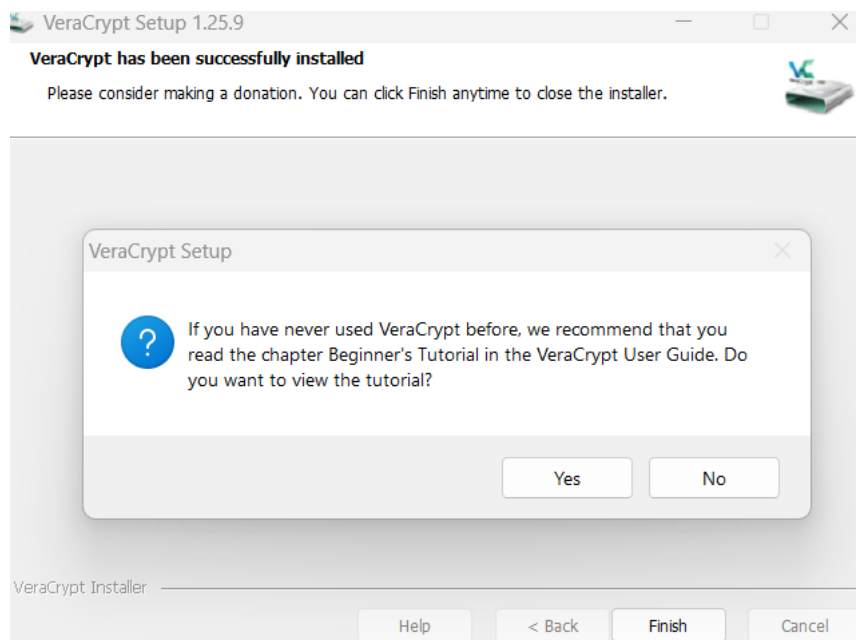 VeraCrypt Setup 1.25.9
VeraCrypt has been successfully installed
Please consider making a donation. You can click Finish anytime to close the installer.
VeraCrypt Setup
If you have never used VeraCrypt before, we recommend that you
read the chapter Beginner's Tutorial in the VeraCrypt User Guide. Do
you want to view the tutorial?
Yes No
VeraCrypt Installer
Help < Back Finish Cancel